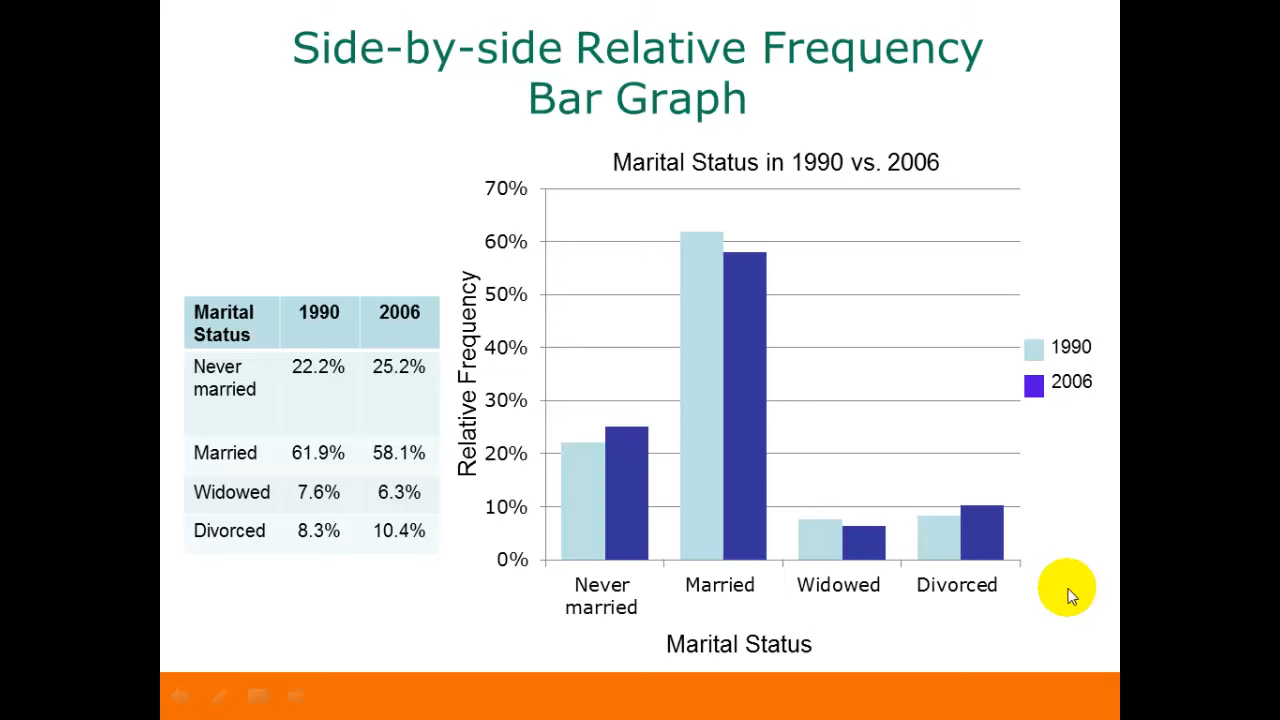 Side-by-side Relative Frequency
Bar Graph
Marital Status in 1990 vs. 2006
Marital
Status
1990
2006
Never
married
22.2%
25.2%
Married
61.9%
58.1%
Widowed
7.6%
6.3%
Divorced
8.3%
10.4%
Relative Frequency
70%
60%
50%
40%
30%
20%
10%
0%
Never
married
Married
Widowed
Divorced
Marital Status
1990
2006